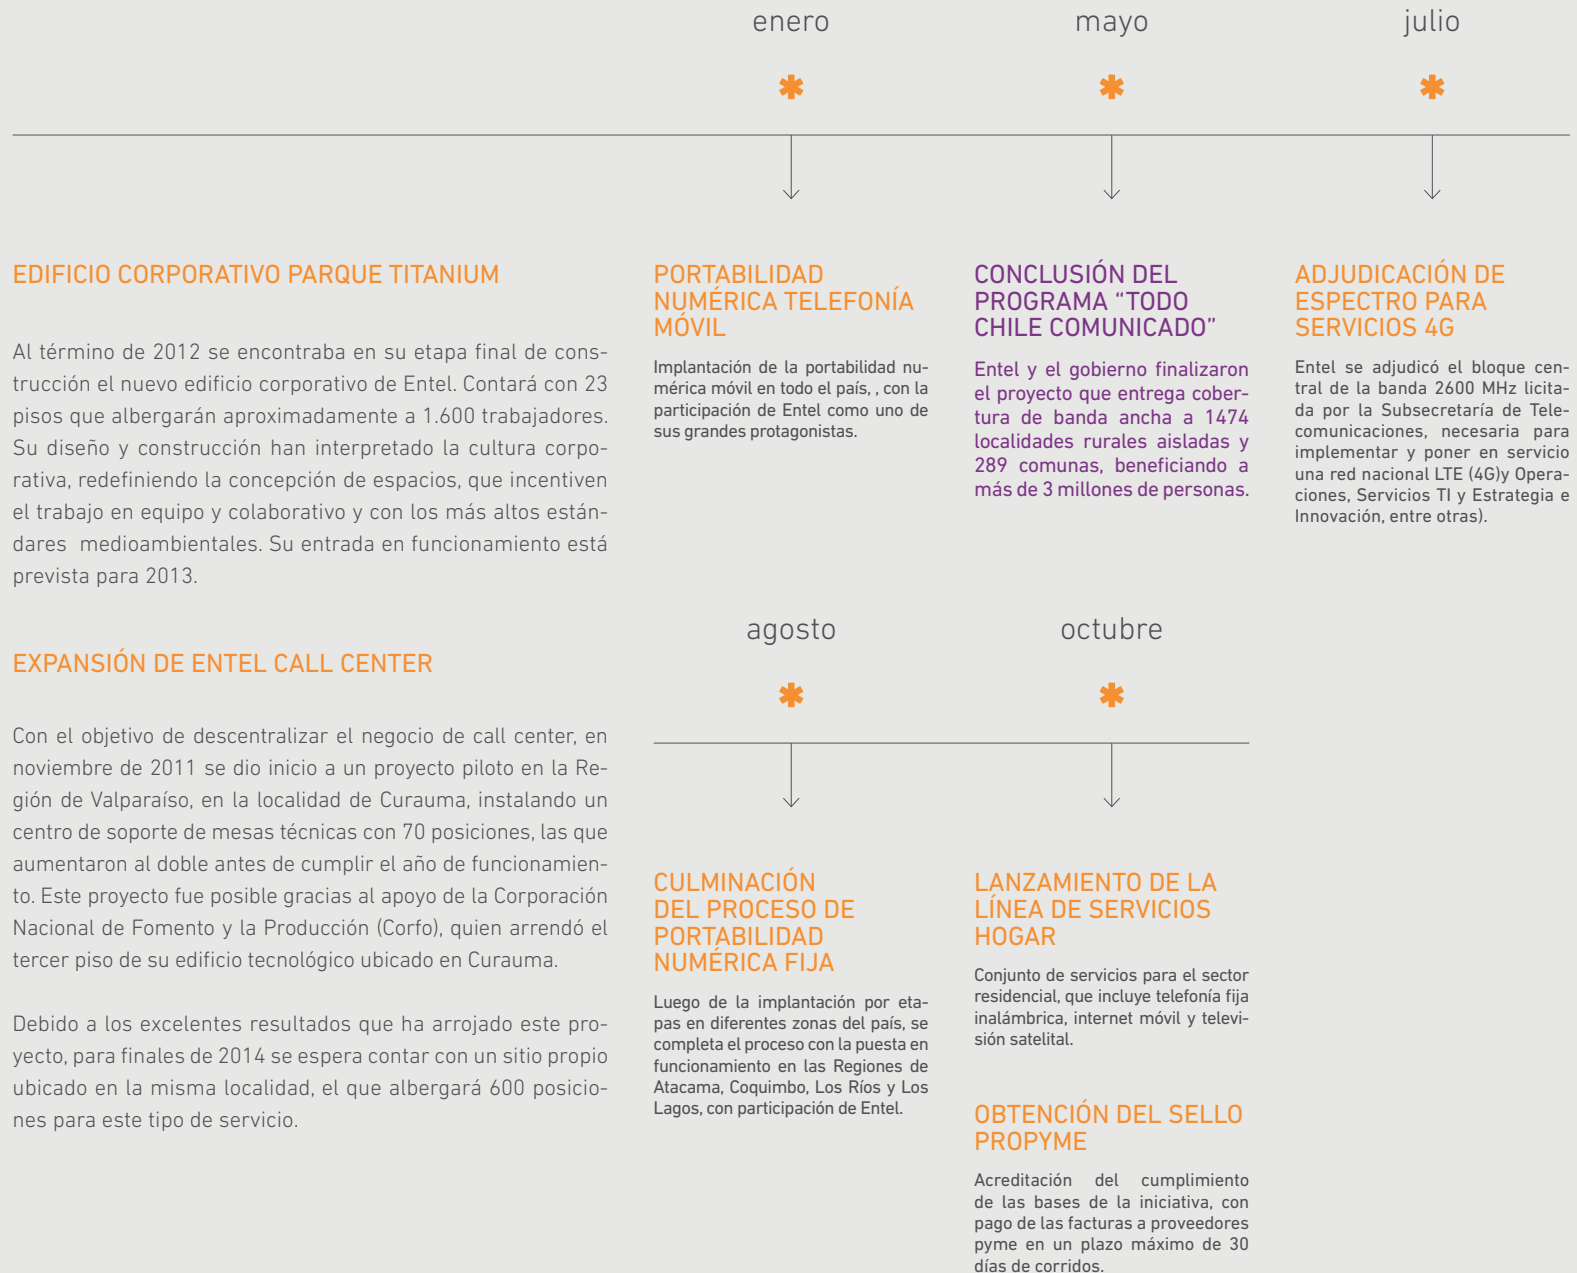 EDIFICIO CORPORATIVO PARQUE TITANIUM
Al término de 2012 se encontraba en su etapa final de cons-
trucción el nuevo edificio corporativo de Entel. Contará con 23
pisos que albergarán aproximadamente a 1.600 trabajadores.
Su diseño y construcción han interpretado la cultura corpo-
rativa, redefiniendo la concepción de espacios, que incentiven
el trabajo en equipo y colaborativo y con los más altos están-
dares medioambientales. Su entrada en funcionamiento está
prevista para 2013.
EXPANSIÓN DE ENTEL CALL CENTER
Con el objetivo de descentralizar el negocio de call center, en
noviembre de 2011 se dio inicio a un proyecto piloto en la Re-
gión de Valparaíso, en la localidad de Curauma, instalando un
centro de soporte de mesas técnicas con 70 posiciones, las que
aumentaron al doble antes de cumplir el año de funcionamien-
to. Este proyecto fue posible gracias al apoyo de la Corporación
Nacional de Fomento y la Producción (Corfo), quien arrendó el
tercer piso de su edificio tecnológico ubicado en Curauma.
Debido a los excelentes resultados que ha arrojado este pro-
yecto, para finales de 2014 se espera contar con un sitio propio
ubicado en la misma localidad, el que albergará 600 posicio-
nes para este tipo de servicio.
enero
PORTABILIDAD
NUMÉRICA TELEFONÍA
MÓVIL
Implantación de la portabilidad nu-
mérica móvil en todo el país, , con la
participación de Entel como uno de
sus grandes protagonistas.
mayo
CONCLUSIÓN DEL
PROGRAMA “TODO
CHILE COMUNICADO”
Entel y el gobierno finalizaron
el proyecto que entrega cober-
tura de banda ancha a 1474
localidades rurales aisladas y
289 comunas, beneficiando a
más de 3 millones de personas.
julio
ADJUDICACIÓN DE
ESPECTRO PARA
SERVICIOS 4G
Entel se adjudicó el bloque cen-
tral de la banda 2600 MHz licita-
da por la Subsecretaría de Tele-
comunicaciones, necesaria para
implementar y poner en servicio
una red nacional LTE (4G)y Opera-
ciones, Servicios TI y Estrategia e
Innovación, entre otras).
agosto
CULMINACIÓN
DEL PROCESO DE
PORTABILIDAD
NUMÉRICA FIJA
Luego de la implantación por eta-
pas en diferentes zonas del país, se
completa el proceso con la puesta en
funcionamiento en las Regiones de
Atacama, Coquimbo, Los Ríos y Los
Lagos, con participación de Entel.
octubre
LANZAMIENTO DE LA
LÍNEA DE SERVICIOS
HOGAR
Conjunto de servicios para el sector
residencial, que incluye telefonía fija
inalámbrica, internet móvil y televi-
sión satelital.
OBTENCIÓN DEL SELLO
PROPYME
Acreditación del cumplimiento
de las bases de la iniciativa, con
pago de las facturas a proveedores
pyme en un plazo máximo de 30
días de corridos.